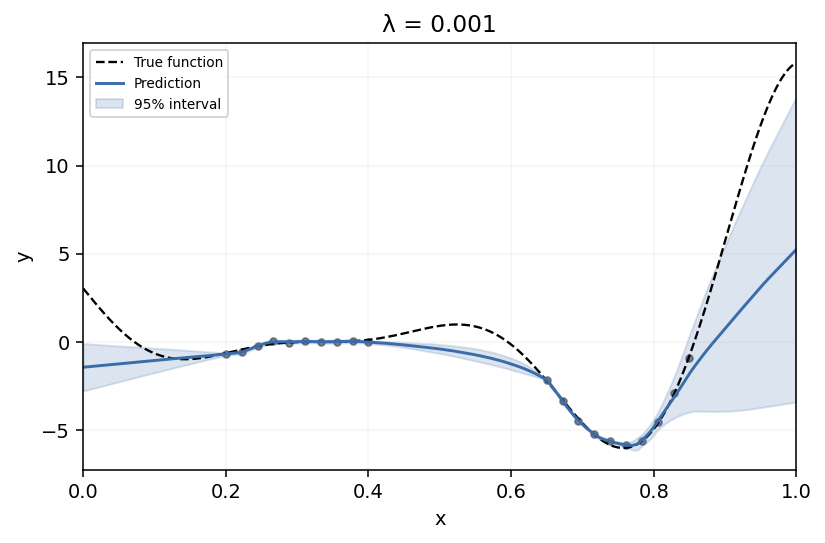 λ = 0.001
True function
Prediction
95% interval
15
10
5
0
−5
y
0.0 0.2 0.4 0.6 0.8 1.0
x